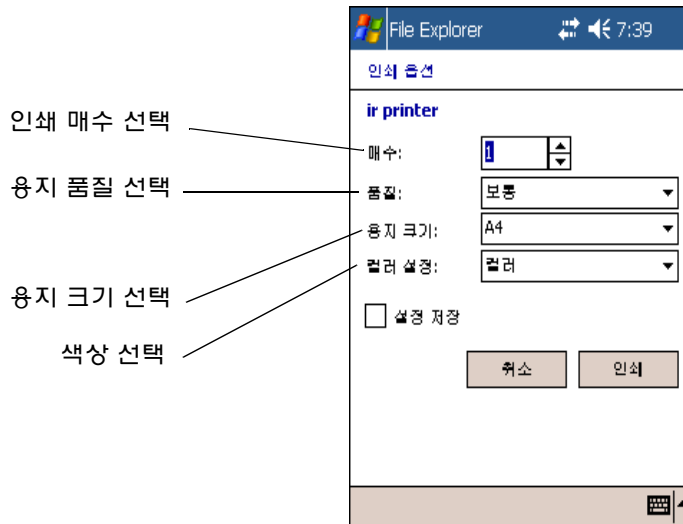 File Explorer 7:39
인쇄 옵션
ir printer
인쇄 매수 선택
매수: 1
용지 품질 선택
품질: 보통
용지 크기: A4
용지 크기 선택
컬러 설정: 컬러
색상 선택
설정 저장
취소 인쇄